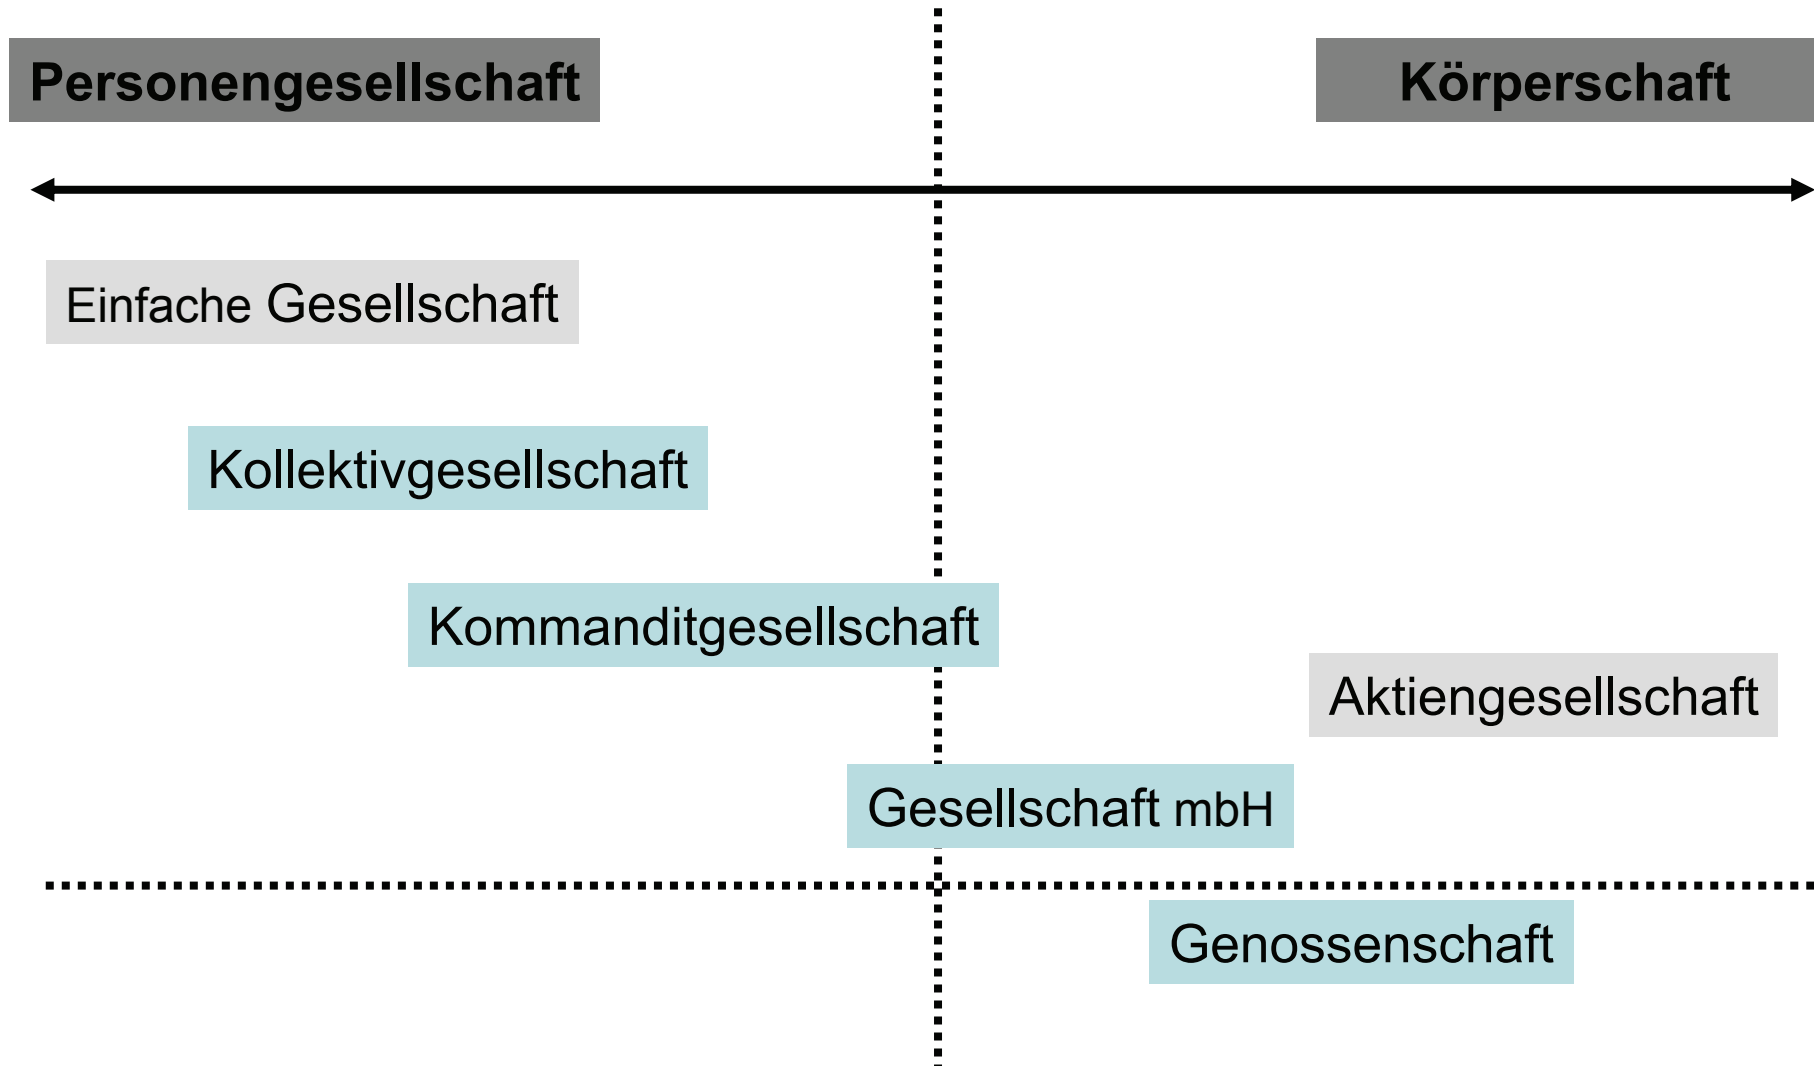 Personengesellschaft
Körperschaft
Einfache Gesellschaft
Kollektivgesellschaft
Kommanditgesellschaft
Aktiengesellschaft
Gesellschaft mbH
Genossenschaft